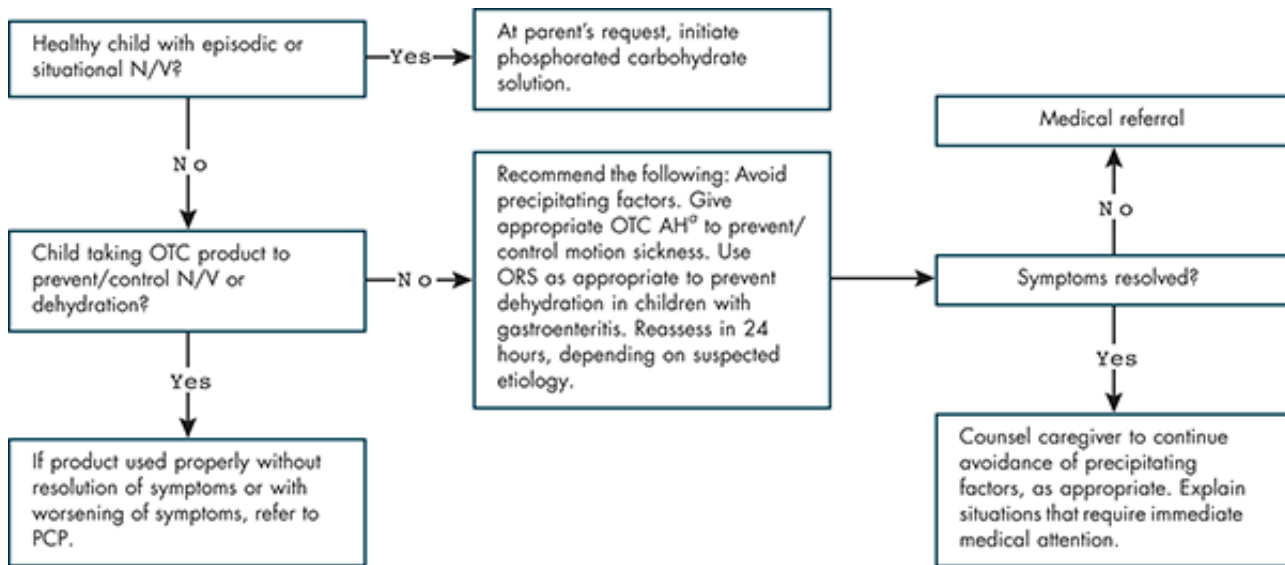 Healthy child with episodic or
situational N/V?
Yes
At parent's request, initiate
phosphorated carbohydrate
solution.
No
Child taking OTC product to
prevent/control N/V or
dehydration?
No
Recommend the following: Avoid
precipitating factors. Give
appropriate OTC AHᵃ to prevent/
control motion sickness. Use
ORS as appropriate to prevent
dehydration in children with
gastroenteritis. Reassess in 24
hours, depending on suspected
etiology.
Medical referral
No
Symptoms resolved?
Yes
If product used properly without
resolution of symptoms or with
worsening of symptoms, refer to
PCP.
Yes
Counsel caregiver to continue
avoidance of precipitating
factors, as appropriate. Explain
situations that require immediate
medical attention.